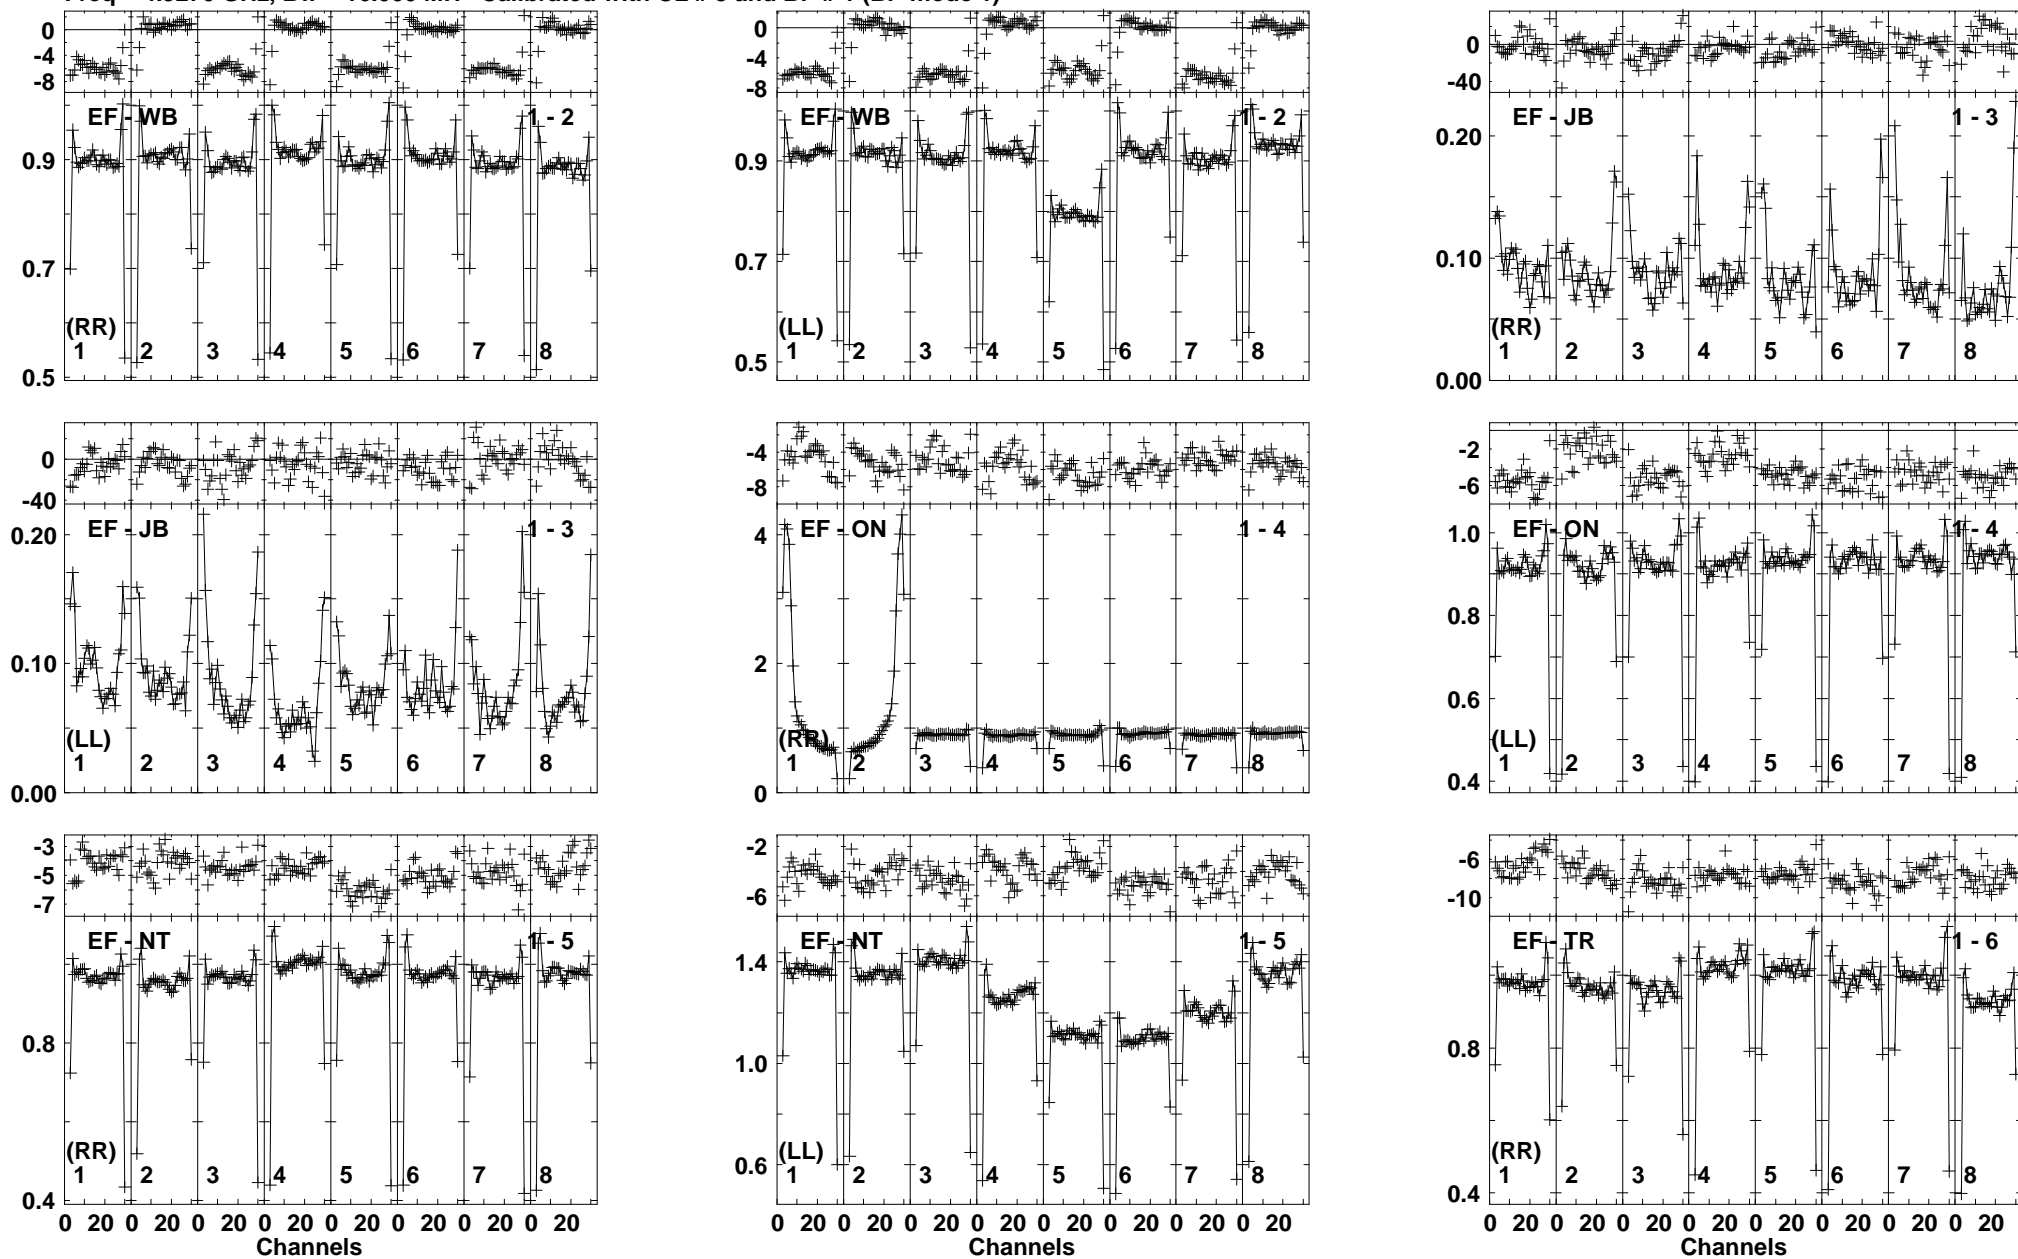 0 -4 -8 0.9 0.7 0.5 EF - WB 1 - 2 (RR) 1 2 3 4 5 6 7 8
0 -4 -8 0.9 0.7 0.5 EF - WB 1 - 2 (LL) 1 2 3 4 5 6 7 8
0 -40 0.20 0.10 0.00 EF - JB 1 - 3 (RR) 1 2 3 4 5 6 7 8
0 -40 0.20 0.10 0.00 EF - JB 1 - 3 (LL) 1 2 3 4 5 6 7 8
-4 -8 4 2 0 EF - ON 1 - 4 (RR) 1 2 3 4 5 6 7 8
-2 -6 1.0 0.8 0.6 0.4 EF - ON 1 - 4 (LL) 1 2 3 4 5 6 7 8
-3 -5 -7 0.8 0.4 EF - NT 1 - 5 (RR) 1 2 3 4 5 6 7 8
-2 -6 1.4 1.0 0.6 EF - NT 1 - 5 (LL) 1 2 3 4 5 6 7 8
-6 -10 0.8 0.4 EF - TR 1 - 6 (RR) 1 2 3 4 5 6 7 8
0 20 0 20 0 20 0 20 0 20 0 20 0 20 0 20
Channels
0 20 0 20 0 20 0 20 0 20 0 20 0 20 0 20
Channels
0 20 0 20 0 20 0 20 0 20 0 20 0 20 0 20
Channels